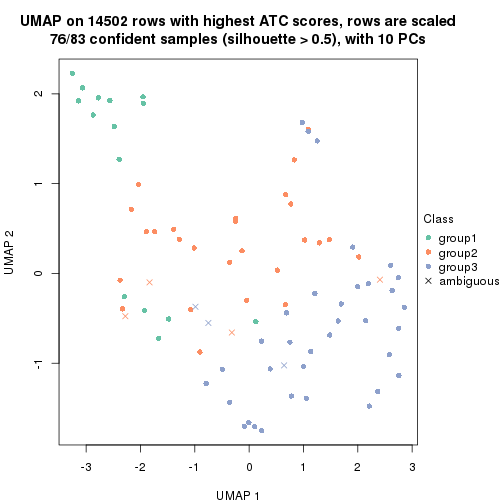 UMAP on 14502 rows with highest ATC scores, rows are scaled
76/83 confident samples (silhouette > 0.5), with 10 PCs
UMAP 2
2
1
0
-1
-3
-2
-1
0
1
2
3
UMAP 1
Class
group1
group2
group3
ambiguous